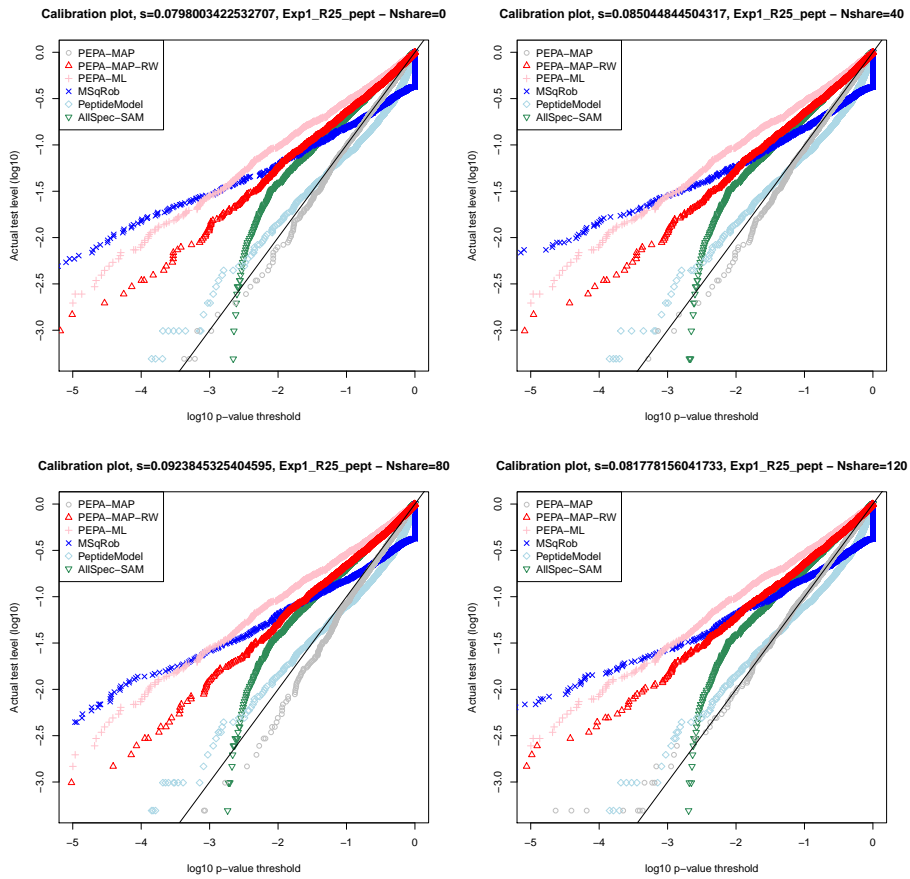 Calibration plot, s=0.0798003422532707, Exp1_R25_pept − Nshare=0
PEPA−MAP
PEPA−MAP−RW
PEPA−ML
MSqRob
PeptideModel
AllSpec−SAM
Actual test level (log10)
0.0
−0.5
−1.0
−1.5
−2.0
−2.5
−3.0
−5 −4 −3 −2 −1 0
log10 p−value threshold
Calibration plot, s=0.085044844504317, Exp1_R25_pept − Nshare=40
PEPA−MAP
PEPA−MAP−RW
PEPA−ML
MSqRob
PeptideModel
AllSpec−SAM
Actual test level (log10)
0.0
−0.5
−1.0
−1.5
−2.0
−2.5
−3.0
−5 −4 −3 −2 −1 0
log10 p−value threshold
Calibration plot, s=0.0923845325404595, Exp1_R25_pept − Nshare=80
PEPA−MAP
PEPA−MAP−RW
PEPA−ML
MSqRob
PeptideModel
AllSpec−SAM
Actual test level (log10)
0.0
−0.5
−1.0
−1.5
−2.0
−2.5
−3.0
−5 −4 −3 −2 −1 0
log10 p−value threshold
Calibration plot, s=0.081778156041733, Exp1_R25_pept − Nshare=120
PEPA−MAP
PEPA−MAP−RW
PEPA−ML
MSqRob
PeptideModel
AllSpec−SAM
Actual test level (log10)
0.0
−0.5
−1.0
−1.5
−2.0
−2.5
−3.0
−5 −4 −3 −2 −1 0
log10 p−value threshold